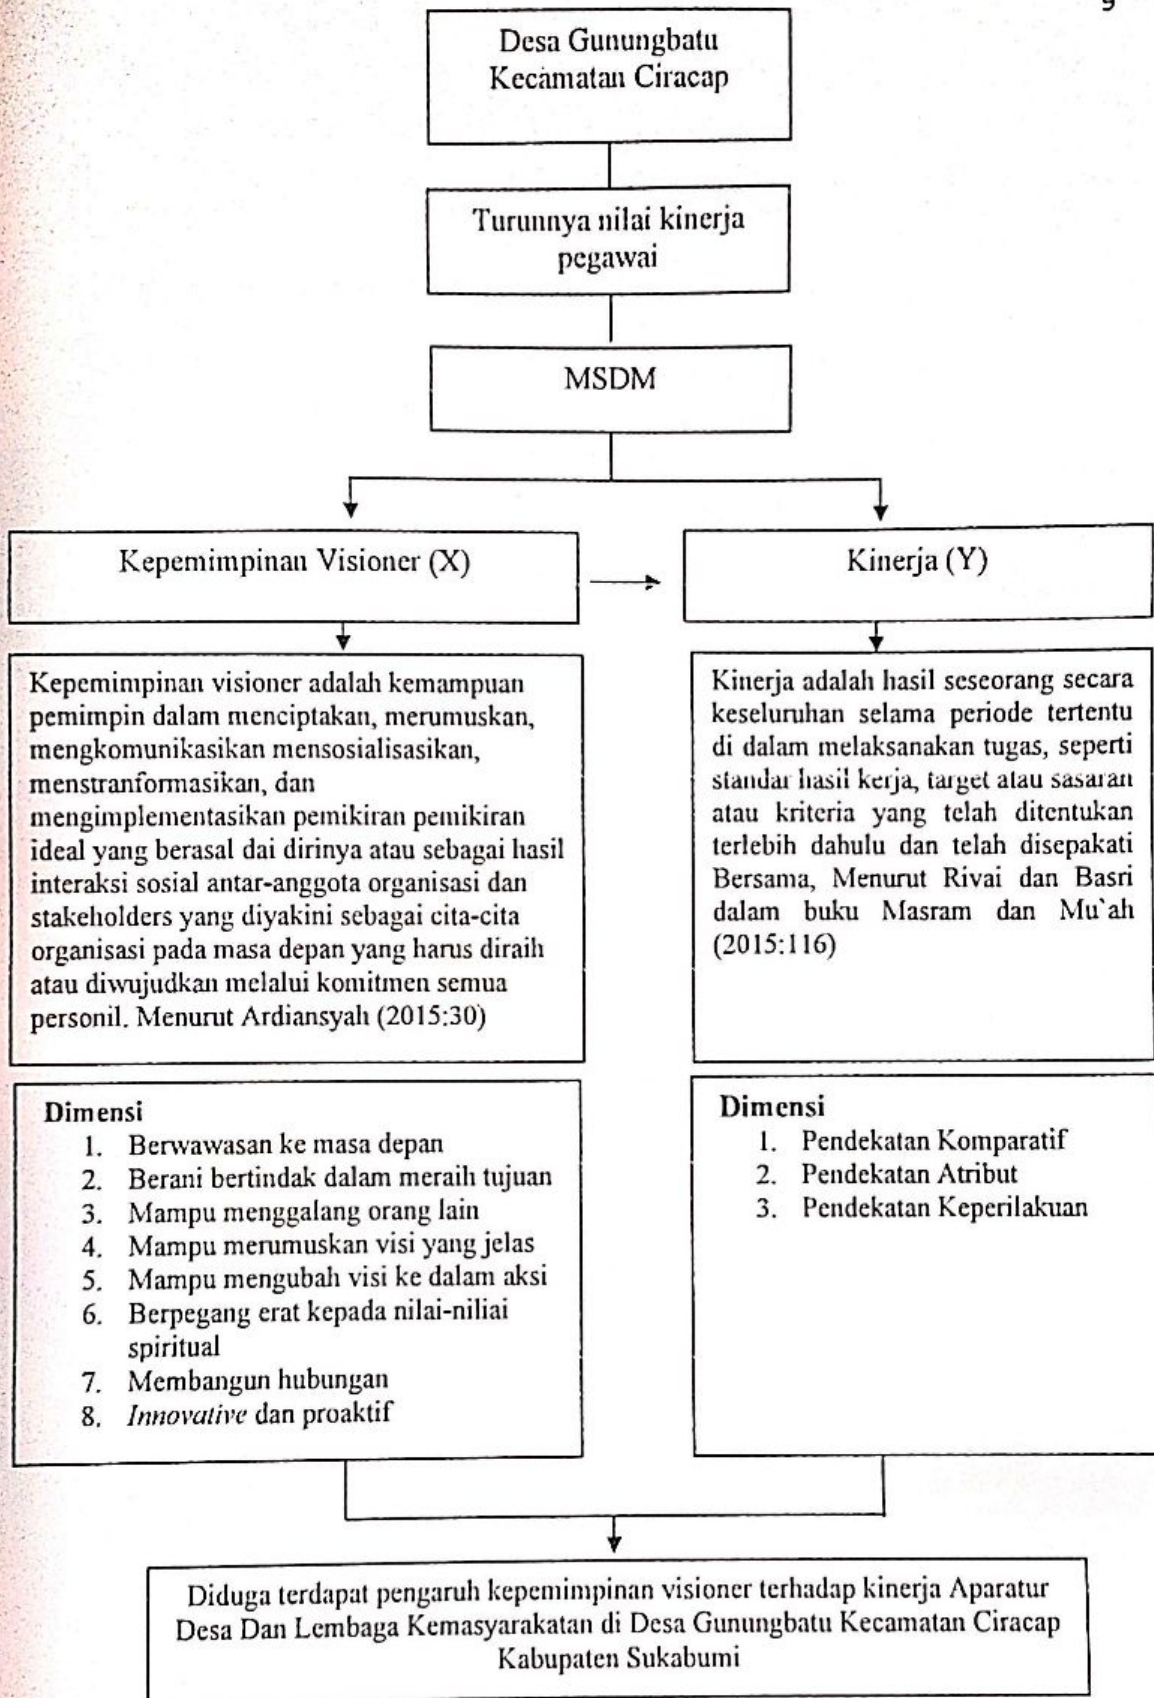 9
Desa Gunungbatu
Kecamatan Ciracap
Turunnya nilai kinerja
pegawai
MSDM
Kepemimpinan Visioner (X)
Kinerja (Y)
Kepemimpinan visioner adalah kemampuan
pemimpin dalam menciptakan, merumuskan,
mengkomunikasikan mensosialisasikan,
menstranformasikan, dan
mengimplementasikan pemikiran pemikiran
ideal yang berasal dai dirinya atau sebagai hasil
interaksi sosial antar-anggota organisasi dan
stakeholders yang diyakini sebagai cita-cita
organisasi pada masa depan yang harus diraih
atau diwujudkan melalui komitmen semua
personil. Menurut Ardiansyah (2015:30)
Kinerja adalah hasil seseorang secara
keseluruhan selama periode tertentu
di dalam melaksanakan tugas, seperti
standar hasil kerja, target atau sasaran
atau kriteria yang telah ditentukan
terlebih dahulu dan telah disepakati
Bersama, Menurut Rivai dan Basri
dalam buku Masram dan Mu`ah
(2015:116)
Dimensi
1. Berwawasan ke masa depan
2. Berani bertindak dalam meraih tujuan
3. Mampu menggalang orang lain
4. Mampu merumuskan visi yang jelas
5. Mampu mengubah visi ke dalam aksi
6. Berpegang erat kepada nilai-niliai
spiritual
7. Membangun hubungan
8. Innovative dan proaktif
Dimensi
1. Pendekatan Komparatif
2. Pendekatan Atribut
3. Pendekatan Keperilakuan
Diduga terdapat pengaruh kepemimpinan visioner terhadap kinerja Aparatur
Desa Dan Lembaga Kemasyarakatan di Desa Gunungbatu Kecamatan Ciracap
Kabupaten Sukabumi